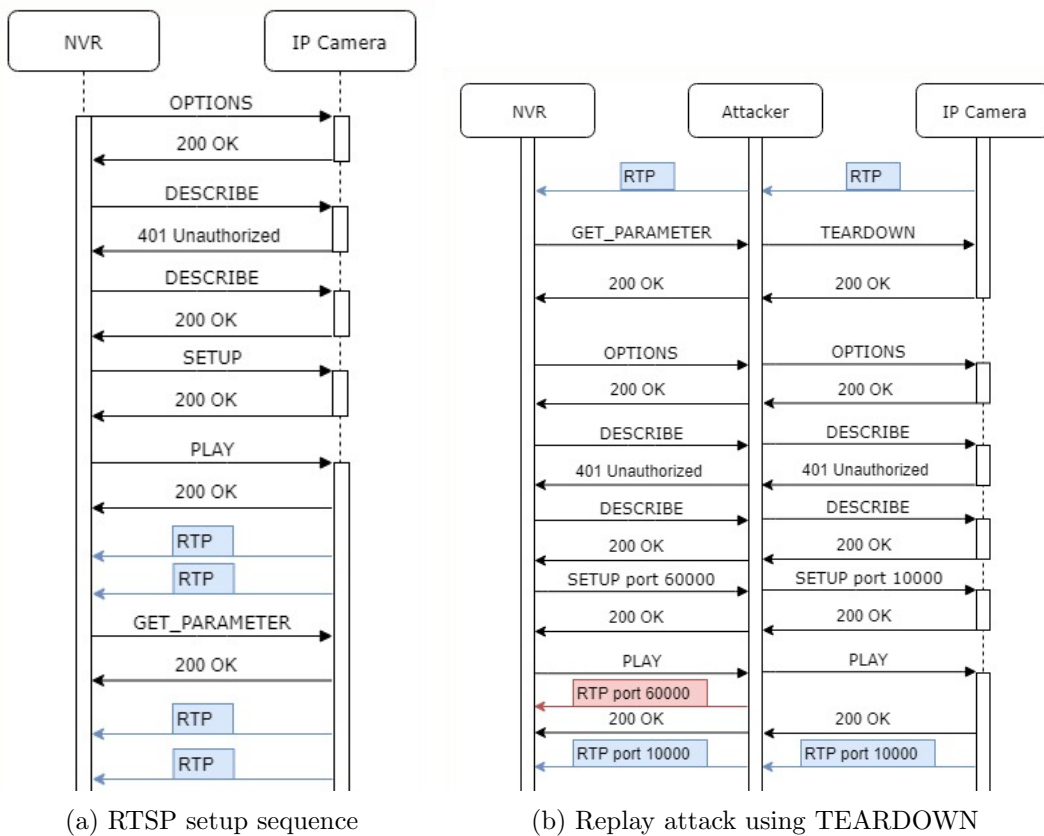 NVR
IP Camera
OPTIONS
200 OK
DESCRIBE
401 Unauthorized
DESCRIBE
200 OK
SETUP
200 OK
PLAY
200 OK
RTP
RTP
GET_PARAMETER
200 OK
RTP
RTP
(a) RTSP setup sequence
NVR
Attacker
IP Camera
RTP
RTP
GET_PARAMETER
TEARDOWN
200 OK
200 OK
OPTIONS
OPTIONS
200 OK
200 OK
DESCRIBE
DESCRIBE
401 Unauthorized
401 Unauthorized
DESCRIBE
DESCRIBE
200 OK
200 OK
SETUP port 60000
SETUP port 10000
200 OK
200 OK
PLAY
PLAY
RTP port 60000
200 OK
200 OK
RTP port 10000
RTP port 10000
(b) Replay attack using TEARDOWN